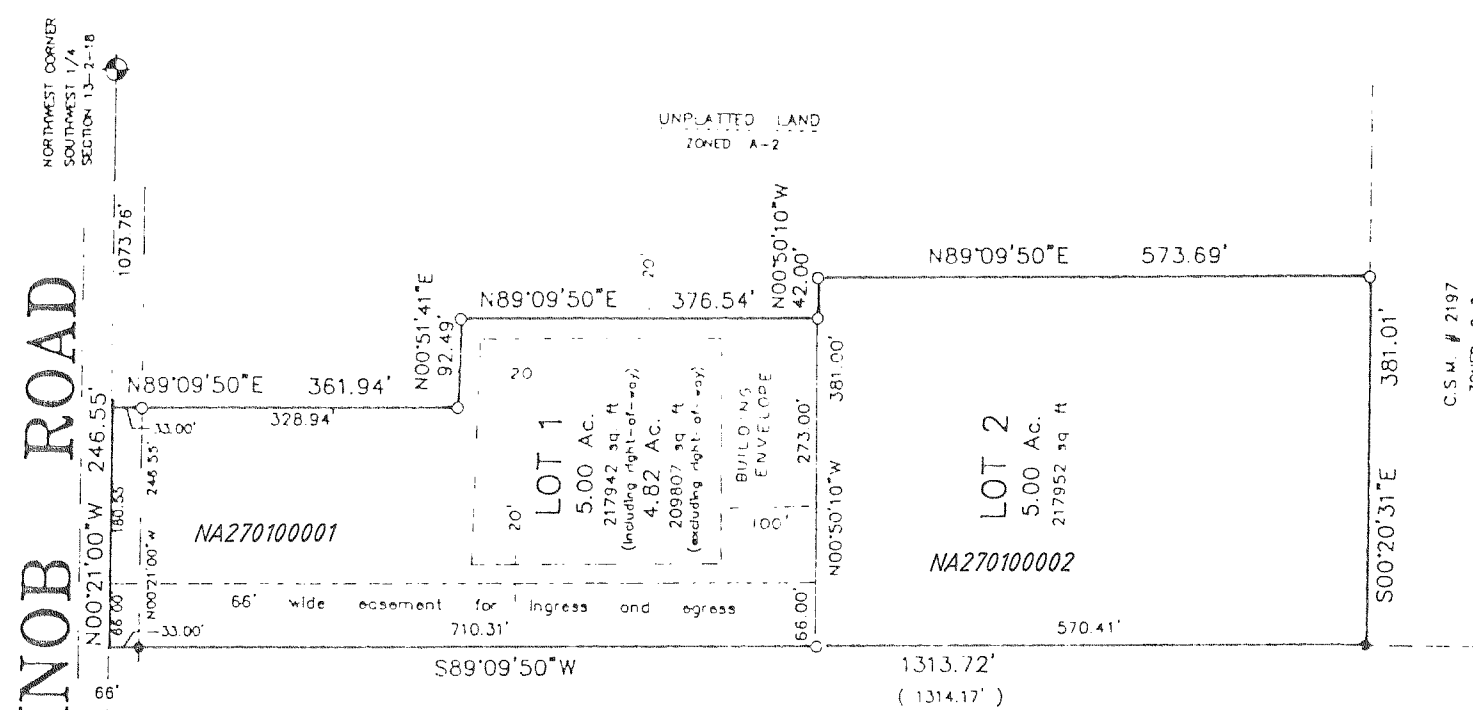 NORTHWEST CORNER
SOUTHWEST 1/4
SECTION 13-2-18
1073.76'
UNPLATTED LAND
ZONED A-2
NOB ROAD
N00°21'00"W 246.55'
180.55'
66.00'
N00°21'00"W 246.55'
N89°09'50"E 361.94'
328.94'
33.00'
N00°51'41"E
92.49'
N89°09'50"E 376.54'
20'
N00°50'10"W
42.00'
N89°09'50"E 573.69'
20
20'
LOT 1
5.00 Ac.
217942 sq ft
(Including right-of-way)
4.82 Ac.
209807 sq ft
(excluding right-of-way)
BUILDING
ENVELOPE
100'
381.00'
273.00'
N00°50'10"W
66.00'
LOT 2
5.00 Ac.
217952 sq ft
381.01'
S00°20'31"E
C.S.M. # 2197
NA270100001
NA270100002
66' wide easement for Ingress and egress
33.00'
710.31'
570.41'
S89°09'50"W
1313.72'
( 1314.17' )
66'